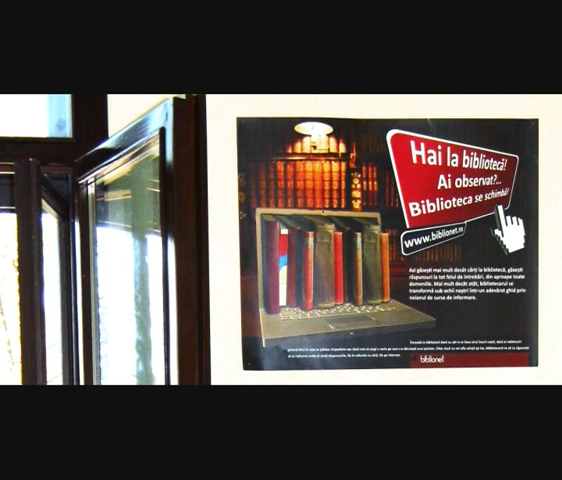 Hai la bibliotecă!
Ai observat?...
Biblioteca se schimbă!
www.biblionet.ro
Azi găsești mai mult decât cărți la bibliotecă, găsești
răspunsuri la tot felul de întrebări, din aproape toate
domeniile. Mai mult decât atât, bibliotecarul se
transformă sub ochii noștri într-un adevărat ghid prin
noianul de surse de informare.
biblionet